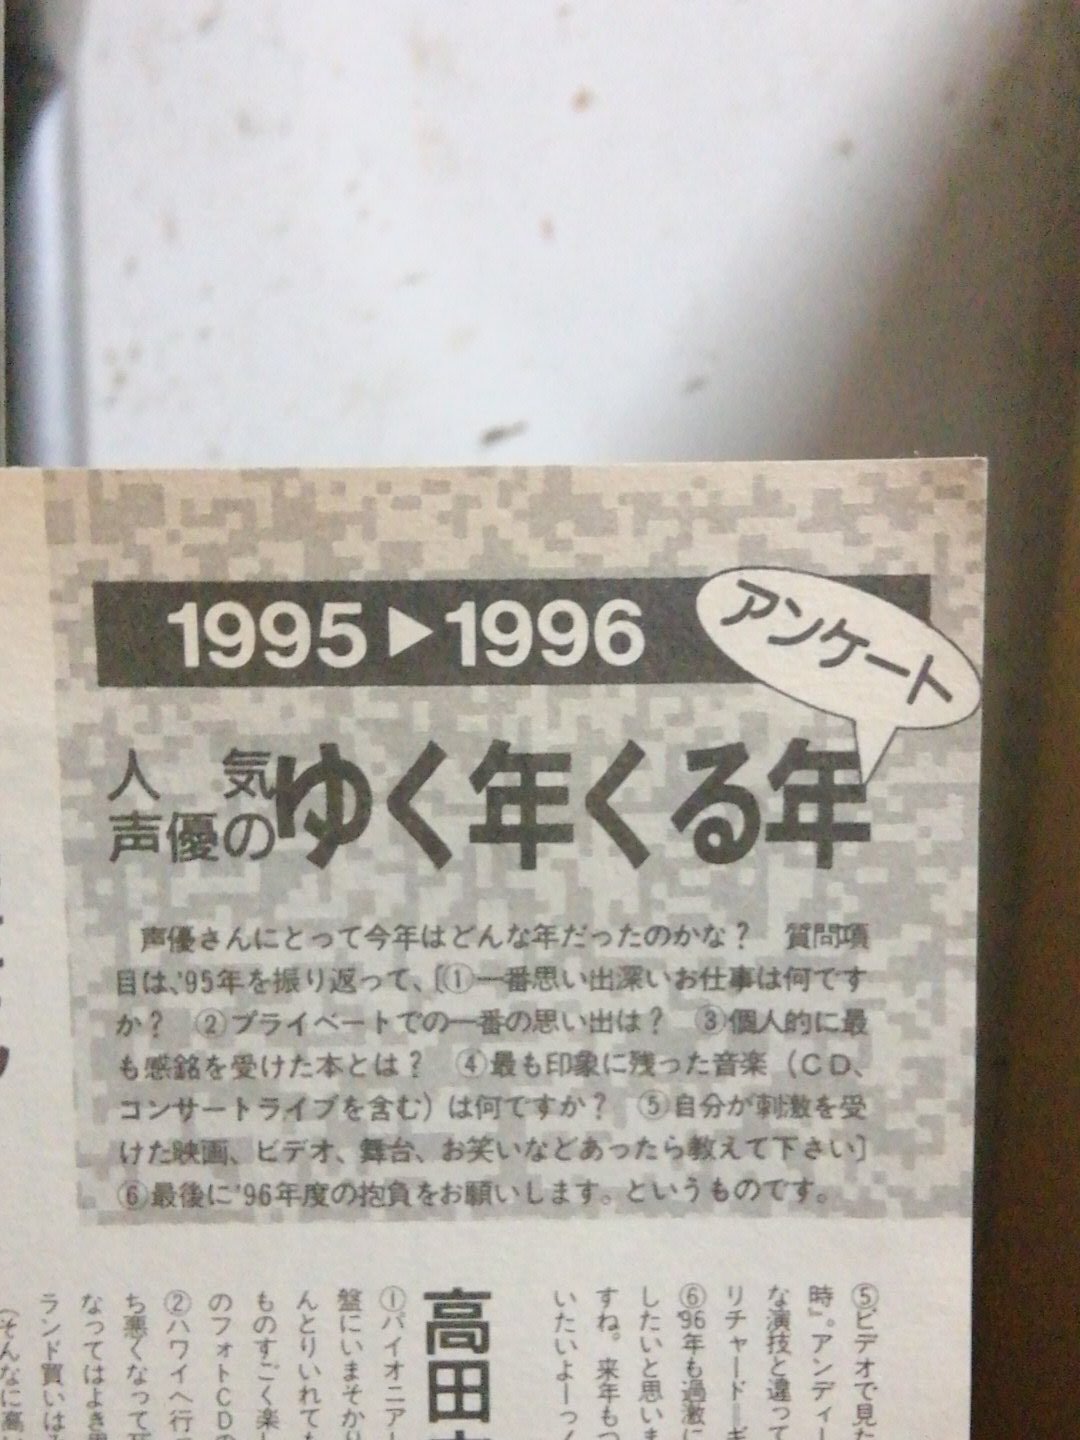 1995▶1996
アンケート
人気声優の
ゆく年くる年
声優さんにとって今年はどんな年だったのかな？　質問項
目は、'95年を振り返って、[①一番思い出深いお仕事は何です
か？　②プライベートでの一番の思い出は？　③個人的に最
も感銘を受けた本とは？　④最も印象に残った音楽（ＣＤ、
コンサートライブを含む）は何ですか？　⑤自分が刺激を受
けた映画、ビデオ、舞台、お笑いなどあったら教えて下さい]
⑥最後に'96年度の抱負をお願いします。というものです。
⑤ビデオで見た
時』。アンディー
な演技と違って
リチャード＝ギ
⑥'96年も過激に
したいと思いま
すね。来年もつ
いたいよーっ
高田
①パイオニア
盤にいまそか
んとりいれても
ものすごく楽し
のフォトＣＤの
②ハワイへ行
ち悪くなって
なってはよき
ランド買いは
（そんなに高